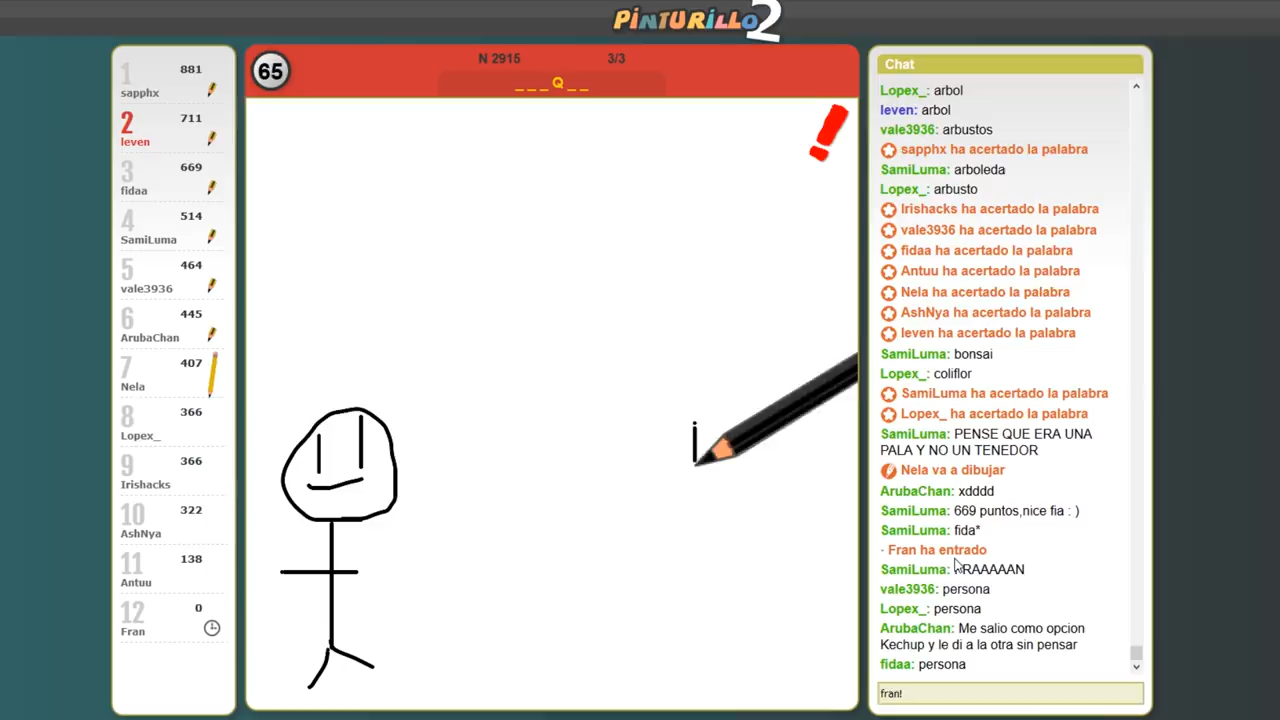 PINTURILLO 2
1 881
sapphx
2 711
leven
3 669
fidaa
4 514
SamiLuma
5 464
vale3936
6 445
ArubaChan
7 407
Nela
8 366
Lopex_
9 366
Irishacks
10 322
AshNya
11 138
Antuu
12 0
Fran
65
N 2915 3/3
_ _ _ Q _ _
!
Chat
Lopex_: arbol
leven: arbol
vale3936: arbustos
sapphx ha acertado la palabra
SamiLuma: arboleda
Lopex_: arbusto
Irishacks ha acertado la palabra
vale3936 ha acertado la palabra
fidaa ha acertado la palabra
Antuu ha acertado la palabra
Nela ha acertado la palabra
AshNya ha acertado la palabra
leven ha acertado la palabra
SamiLuma: bonsai
Lopex_: coliflor
SamiLuma ha acertado la palabra
Lopex_ ha acertado la palabra
SamiLuma: PENSE QUE ERA UNA
PALA Y NO UN TENEDOR
Nela va a dibujar
ArubaChan: xdddd
SamiLuma: 669 puntos,nice fia : )
SamiLuma: fida*
· Fran ha entrado
SamiLuma: FRAAAAAN
vale3936: persona
Lopex_: persona
ArubaChan: Me salio como opcion
Kechup y le di a la otra sin pensar
fidaa: persona
fran!